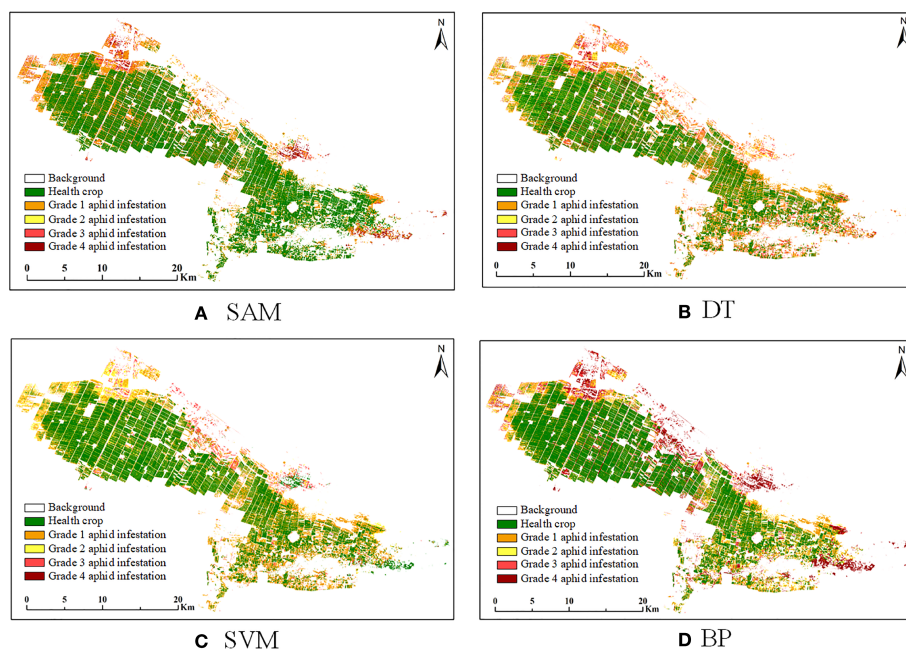 N
Background
Health crop
Grade 1 aphid infestation
Grade 2 aphid infestation
Grade 3 aphid infestation
Grade 4 aphid infestation
0 5 10 20 Km
A SAM
N
Background
Health crop
Grade 1 aphid infestation
Grade 2 aphid infestation
Grade 3 aphid infestation
Grade 4 aphid infestation
0 5 10 20 Km
B DT
N
Background
Health crop
Grade 1 aphid infestation
Grade 2 aphid infestation
Grade 3 aphid infestation
Grade 4 aphid infestation
0 5 10 20 Km
C SVM
N
Background
Health crop
Grade 1 aphid infestation
Grade 2 aphid infestation
Grade 3 aphid infestation
Grade 4 aphid infestation
0 5 10 20 Km
D BP